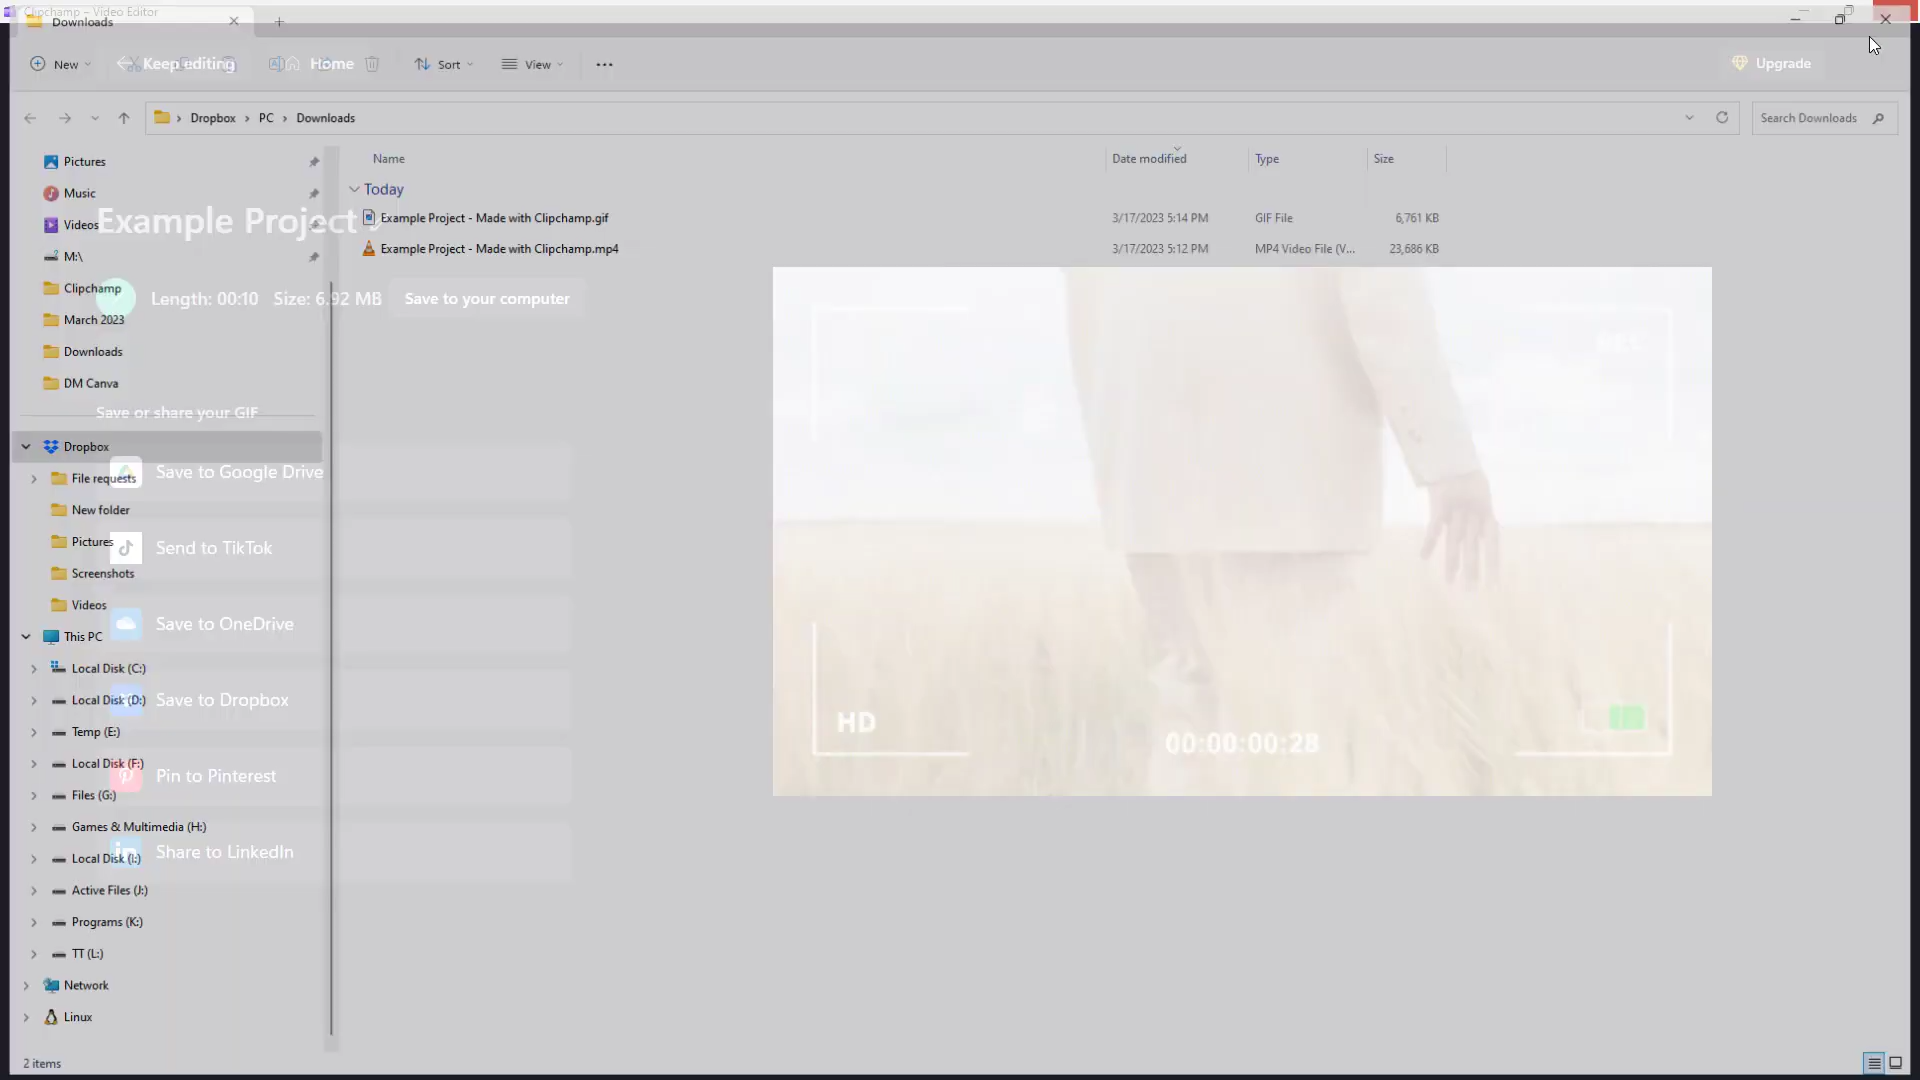 Clipchamp – Video Editor
Downloads
New
Keep editing
Home
Sort
View
Upgrade
Dropbox
PC
Downloads
Search Downloads
Name
Date modified
Type
Size
Today
Example Project - Made with Clipchamp.gif
3/17/2023 5:14 PM
GIF File
6,761 KB
Example Project - Made with Clipchamp.mp4
3/17/2023 5:12 PM
MP4 Video File (V...
23,686 KB
Pictures
Music
Videos
M:\
Clipchamp
March 2023
Downloads
DM Canva
Example Project
Length: 00:10
Size: 6.92 MB
Save to your computer
Save or share your GIF
Save to Google Drive
Send to TikTok
Save to OneDrive
Save to Dropbox
Pin to Pinterest
Share to LinkedIn
Dropbox
File requests
New folder
Pictures
Screenshots
Videos
This PC
Local Disk (C:)
Local Disk (D:)
Temp (E:)
Local Disk (F:)
Files (G:)
Games & Multimedia (H:)
Local Disk (I:)
Active Files (J:)
Programs (K:)
TT (L:)
Network
Linux
REC
HD
00:00:00:28
2 items